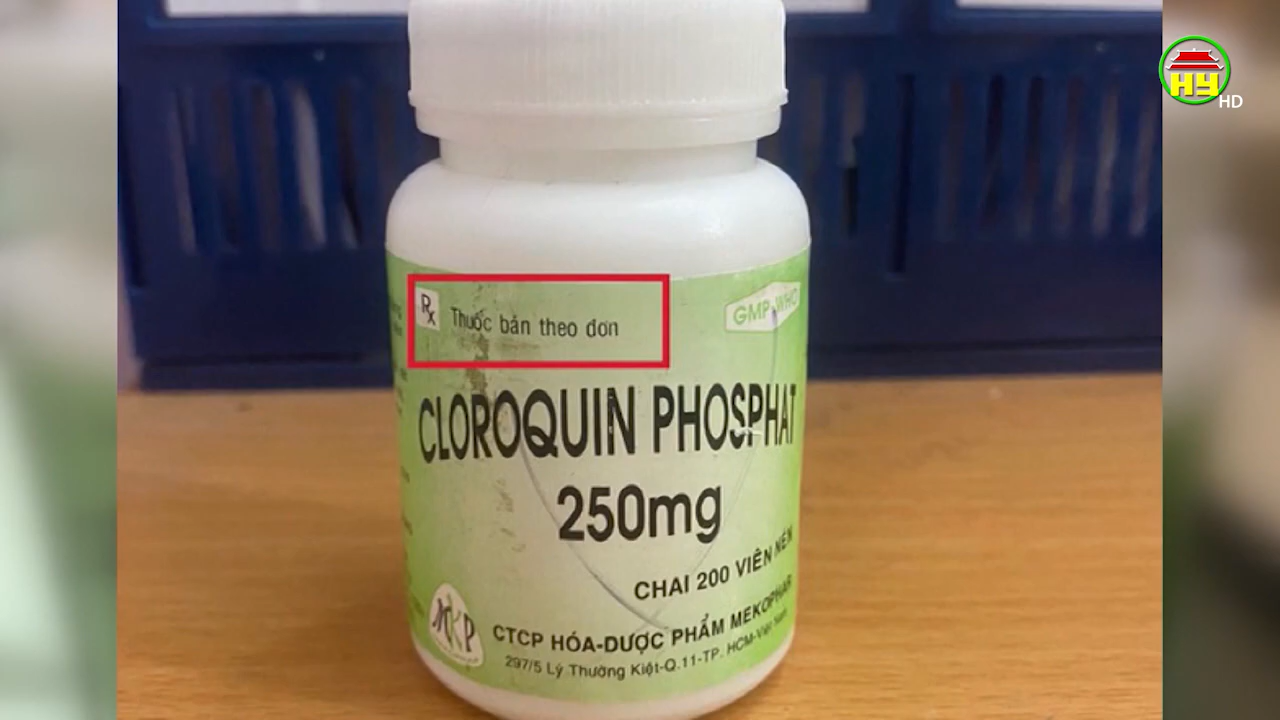 HY
HD
Rx Thuốc bán theo đơn
GMP-WHO
CLOROQUIN PHOSPHAT
250mg
CHAI 200 VIÊN NÉN
MKP
CTCP HÓA-DƯỢC PHẨM MEKOPHAR
297/5 Lý Thường Kiệt-Q.11-TP. HCM-Việt Nam